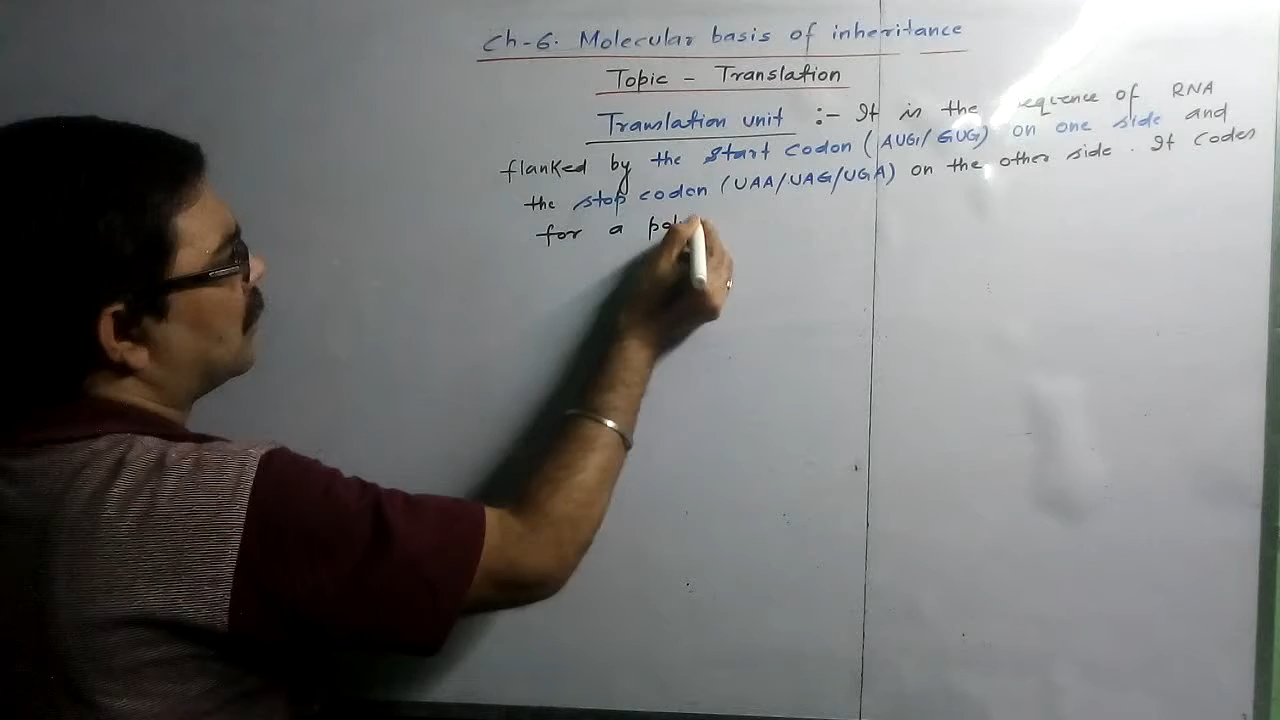 Ch-6. Molecular basis of inheritance
Topic - Translation
Translation unit :- It is the sequence of RNA
flanked by the start codon (AUG/GUG) on one side and
the stop codon (UAA/UAG/UGA) on the other side. It codes
for a